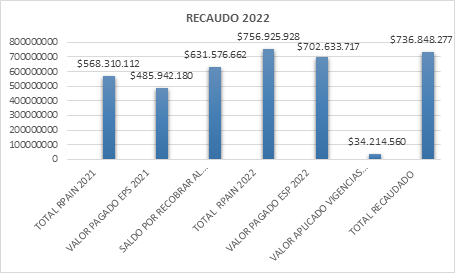 RECAUDO 2022
800000000
700000000
600000000
500000000
400000000
300000000
200000000
100000000
0
$568.310.112
$485.942.180
$631.576.662
$756.925.928
$702.633.717
$34.214.560
$736.848.277
TOTAL RPAIN 2021
VALOR PAGADO EPS 2021
SALDO POR RECOBRAR AL...
TOTAL RPAIN 2022
VALOR PAGADO ESP 2022
VALOR APLICADO VIGENCIAS...
TOTAL RECAUDADO